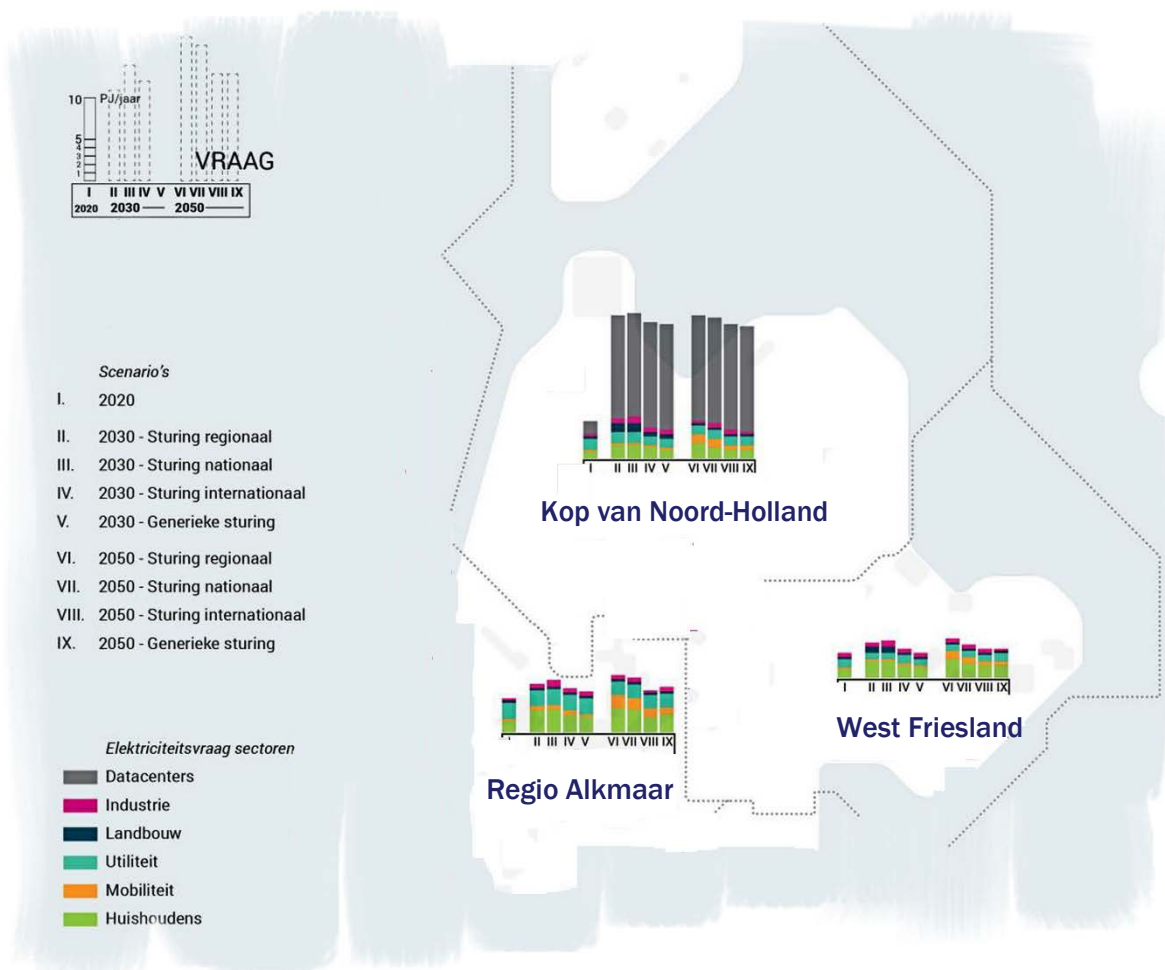 10 PJ/jaar
5
4
3
2
1
VRAAG
I II III IV V VI VII VIII IX
2020 2030 2050
Scenario's
I. 2020
II. 2030 - Sturing regionaal
III. 2030 - Sturing nationaal
IV. 2030 - Sturing internationaal
V. 2030 - Generieke sturing
VI. 2050 - Sturing regionaal
VII. 2050 - Sturing nationaal
VIII. 2050 - Sturing internationaal
IX. 2050 - Generieke sturing
I II III IV V VI VII VIII IX
Kop van Noord-Holland
I II III IV V VI VII VIII IX
West Friesland
II III IV V VI VII VIII IX
Regio Alkmaar
Elektriciteitsvraag sectoren
Datacenters
Industrie
Landbouw
Utiliteit
Mobiliteit
Huishoudens